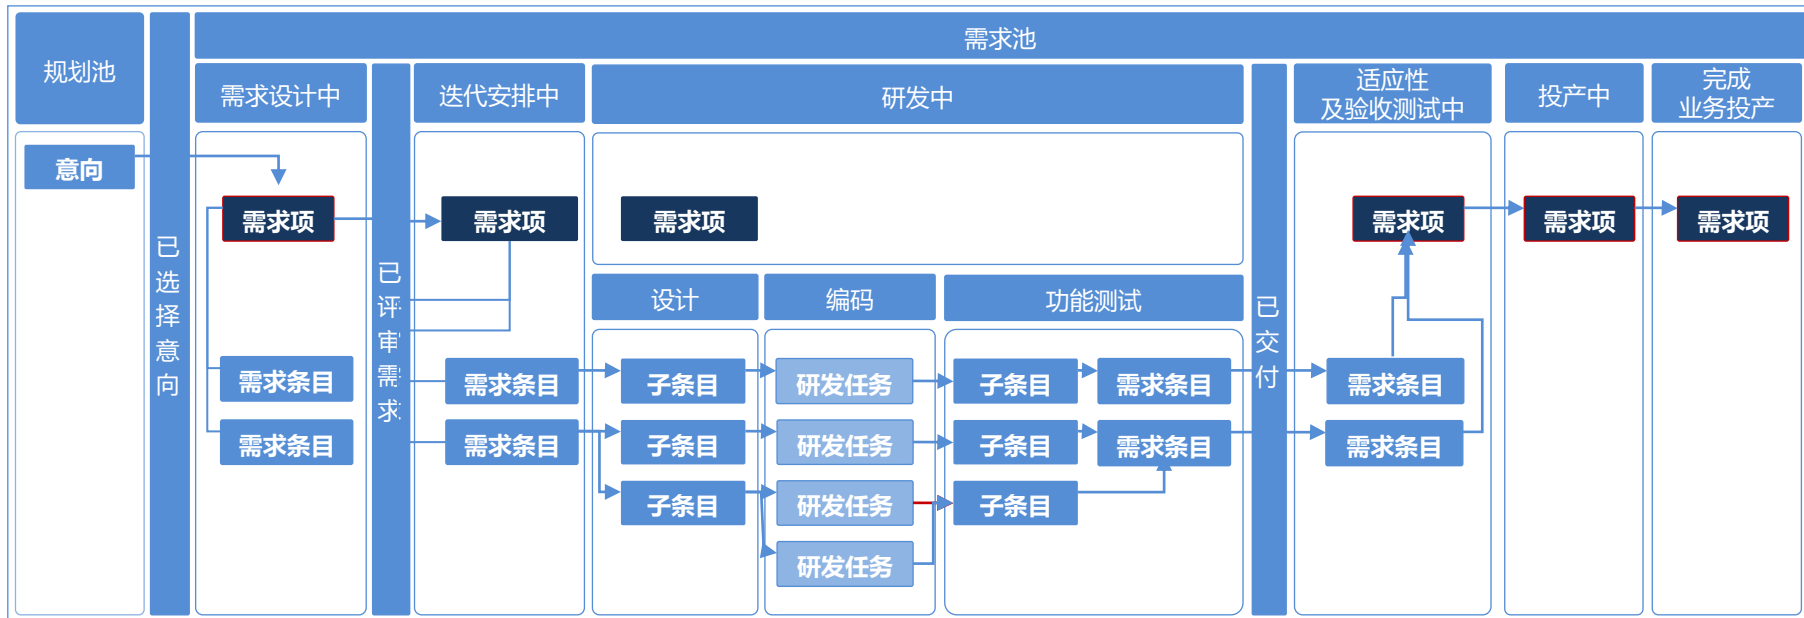 规划池
已选择意向
需求池
需求设计中
已评审需求
迭代安排中
研发中
已交付
适应性
及验收测试中
投产中
完成
业务投产
意向
需求项
需求项
需求项
需求项
需求项
需求项
设计
编码
功能测试
需求条目
需求条目
子条目
研发任务
子条目
需求条目
需求条目
需求条目
需求条目
子条目
研发任务
子条目
需求条目
需求条目
子条目
研发任务
子条目
研发任务